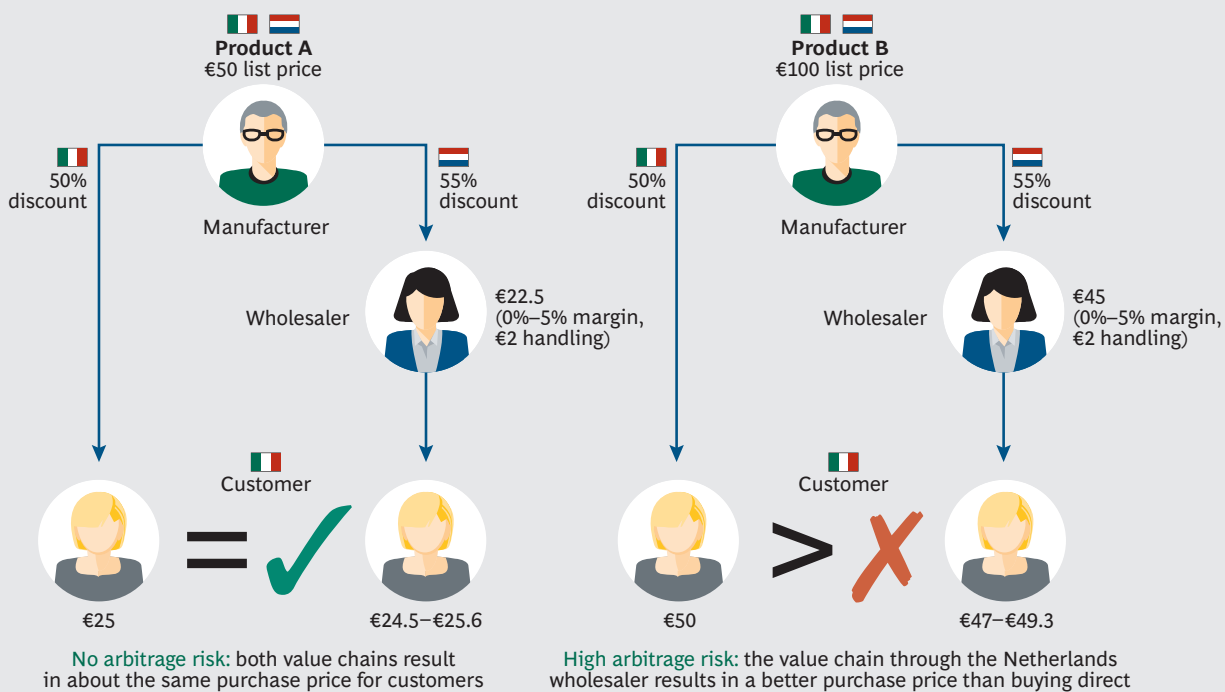 Product A
€50 list price
50%
discount
55%
discount
Manufacturer
Wholesaler
€22.5
(0%–5% margin,
€2 handling)
Customer
=
€25
€24.5–€25.6
No arbitrage risk: both value chains result
in about the same purchase price for customers
Product B
€100 list price
50%
discount
55%
discount
Manufacturer
Wholesaler
€45
(0%–5% margin,
€2 handling)
Customer
>
€50
€47–€49.3
High arbitrage risk: the value chain through the Netherlands
wholesaler results in a better purchase price than buying direct